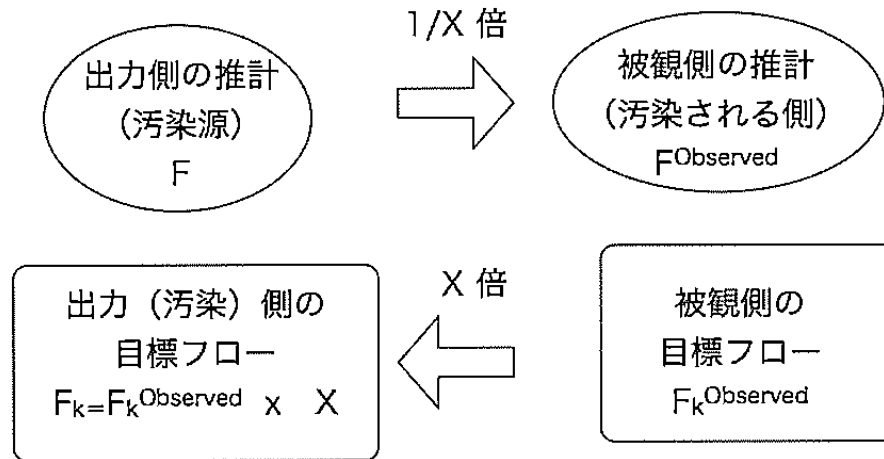 1/X 倍
出力側の推計
（汚染源）
F
被観側の推計
（汚染される側）
F^Observed
X 倍
出力（汚染）側の
目標フロー
Fk=Fk^Observed x X
被観側の
目標フロー
Fk^Observed